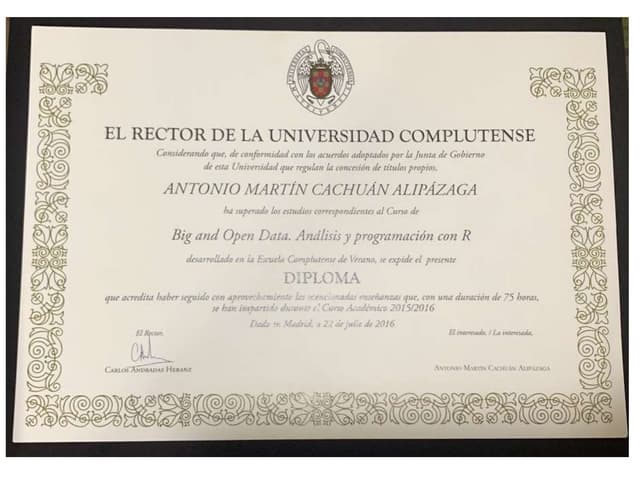 EL RECTOR DE LA UNIVERSIDAD COMPLUTENSE
Considerando que, de conformidad con los acuerdos adoptados por la Junta de Gobierno
de esta Universidad que regulan la concesión de títulos propios,
ANTONIO MARTÍN CACHUÁN ALIPÁZAGA
ha superado los estudios correspondientes al Curso de
Big and Open Data. Análisis y programación con R
desarrollado en la Escuela Complutense de Verano, se expide el presente
DIPLOMA
que acredita haber seguido con aprovechamiento las mencionadas enseñanzas que, con una duración de 75 horas,
se han impartido durante el Curso Académico 2015/2016
Dado en Madrid, a 22 de julio de 2016
El Rector,
El interesado, / La interesada,
CARLOS ANDRADAS HERANZ
ANTONIO MARTÍN CACHUÁN ALIPÁZAGA